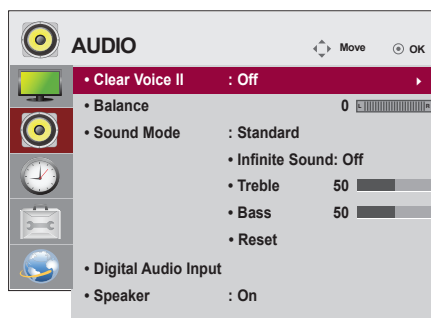 AUDIO
Move
OK
• Clear Voice II : Off
• Balance 0 L R
• Sound Mode : Standard
• Infinite Sound: Off
• Treble 50
• Bass 50
• Reset
• Digital Audio Input
• Speaker : On